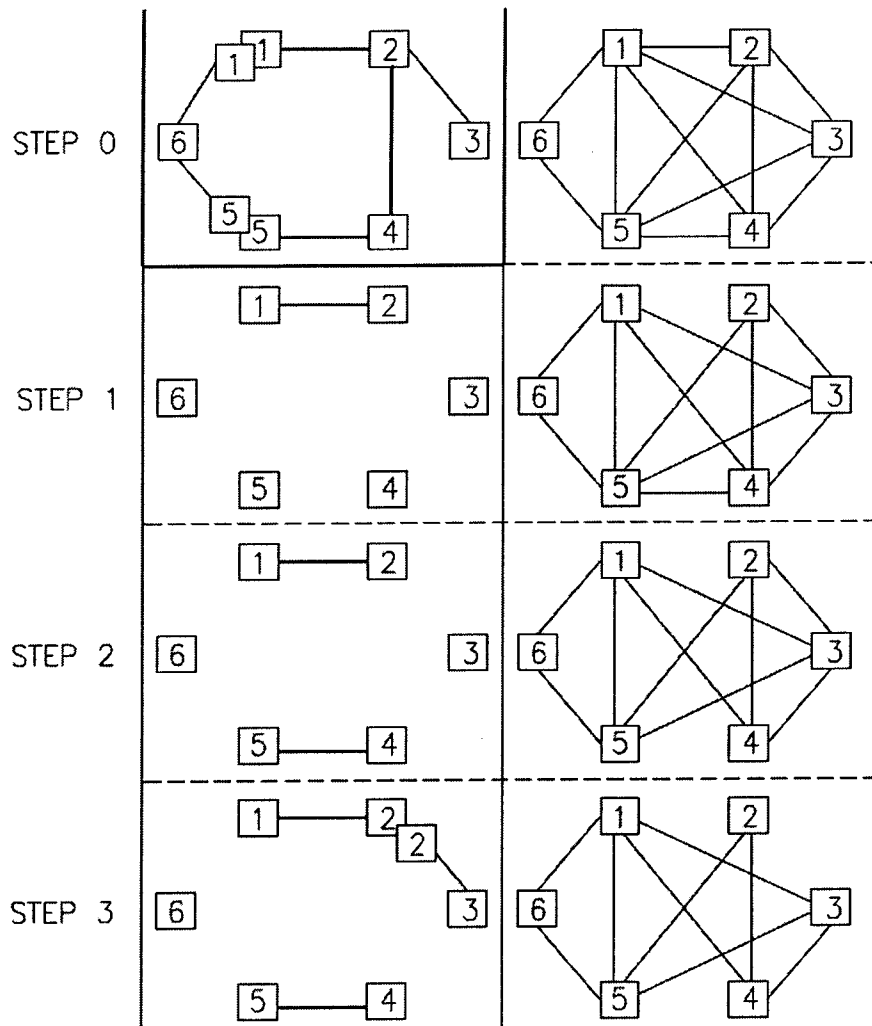 1 1 2 1 2
STEP 0 6 3 6 3
5 5 4 5 4
1 2 1 2
STEP 1 6 3 6 3
5 4 5 4
1 2 1 2
STEP 2 6 3 6 3
5 4 5 4
1 2 2 1 2
STEP 3 6 3 6 3
5 4 5 4